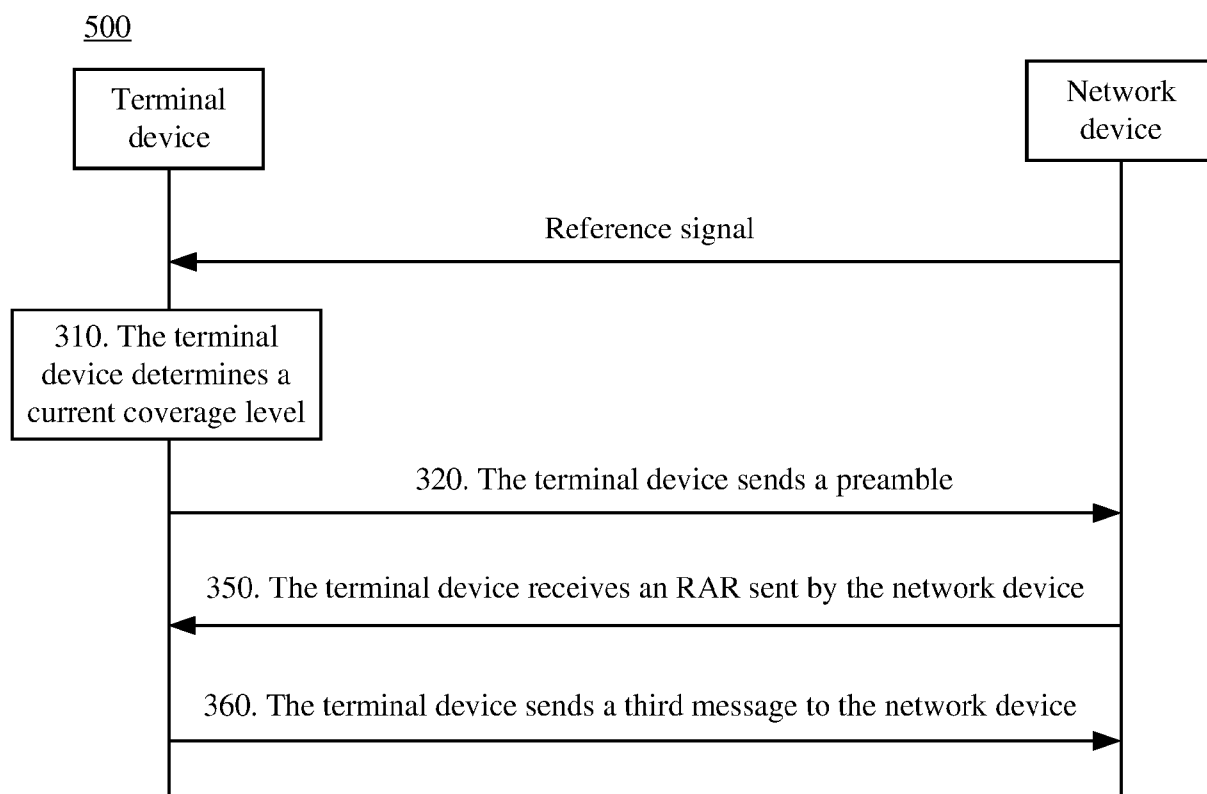 500
Terminal
device
Network
device
Reference signal
310. The terminal
device determines a
current coverage level
320. The terminal device sends a preamble
350. The terminal device receives an RAR sent by the network device
360. The terminal device sends a third message to the network device